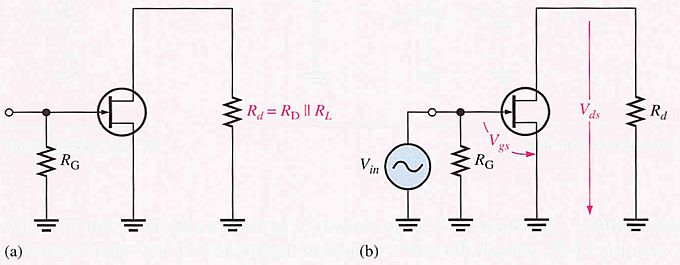 R_G
R_d = R_D || R_L
(a)
V_in
R_G
V_gs
V_ds
R_d
(b)